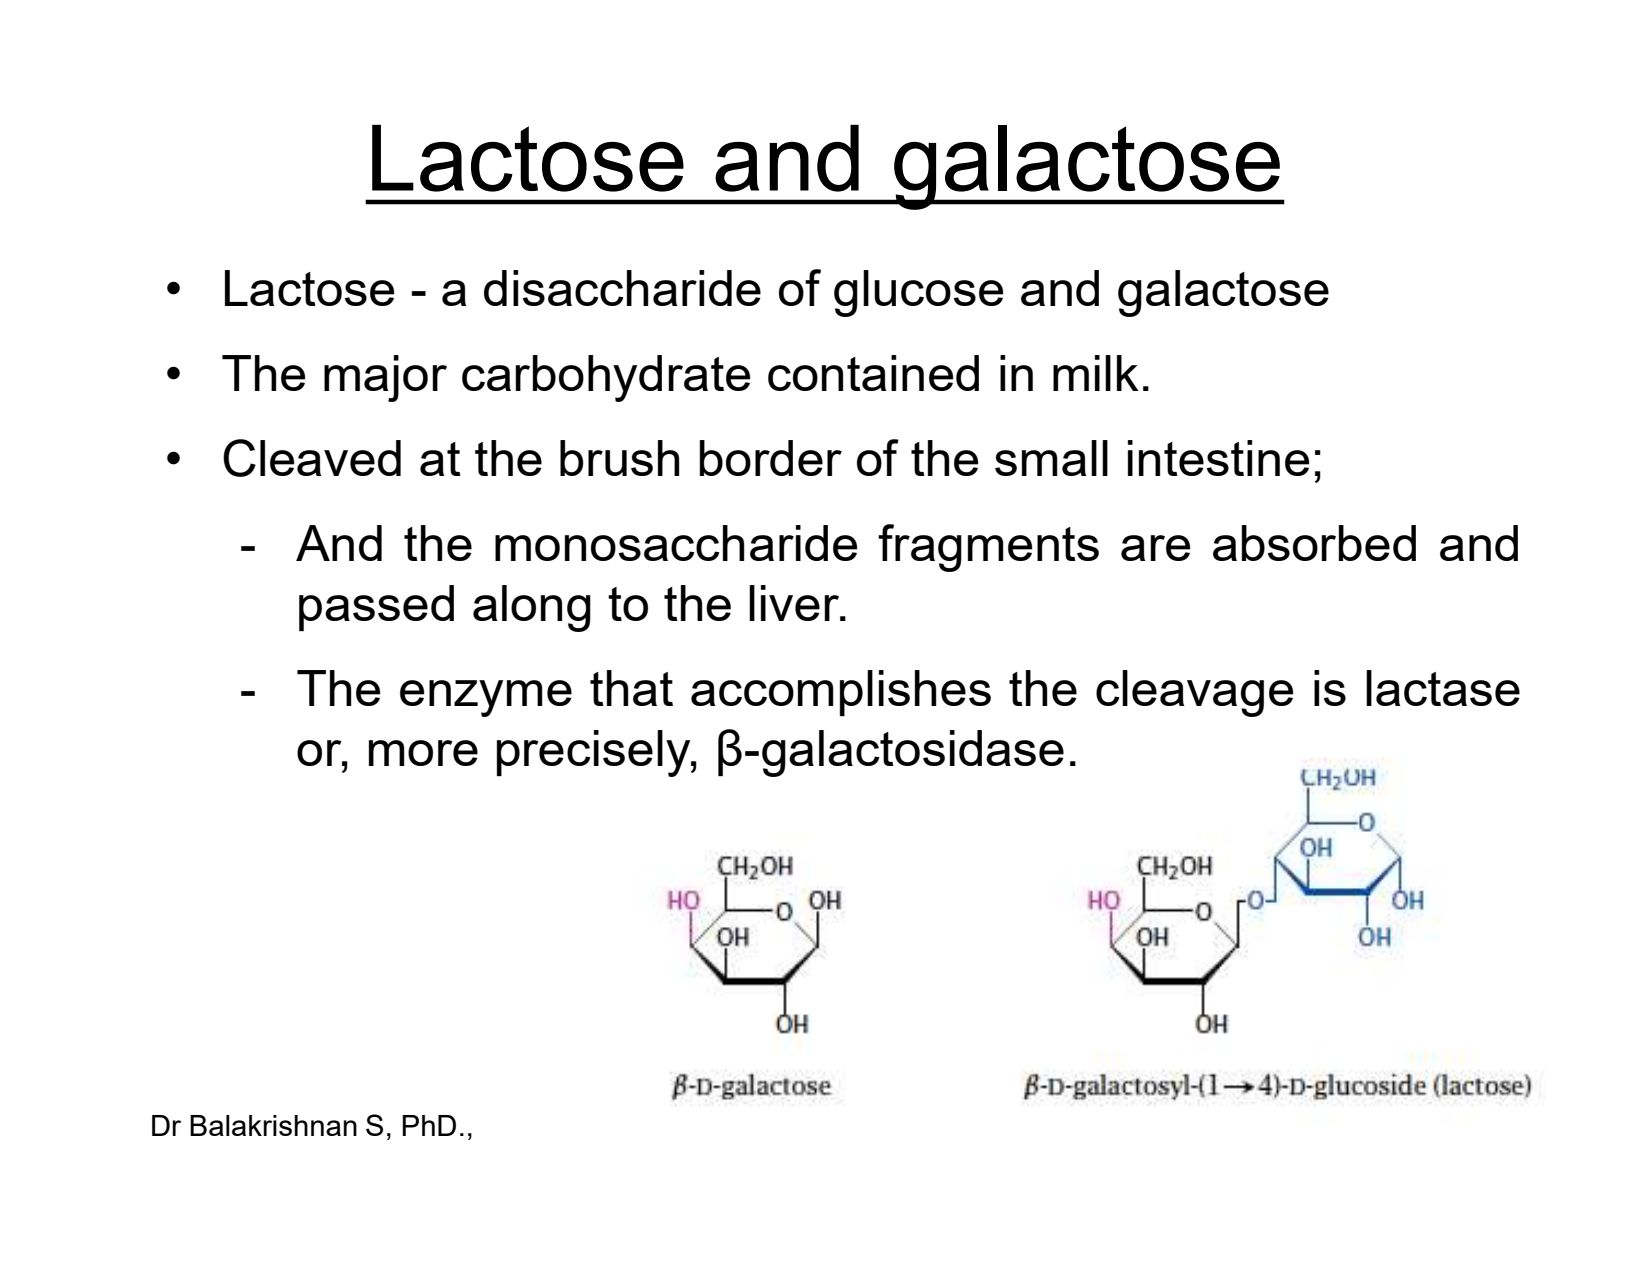 Lactose and galactose
• Lactose - a disaccharide of glucose and galactose
• The major carbohydrate contained in milk.
• Cleaved at the brush border of the small intestine;
- And the monosaccharide fragments are absorbed and
passed along to the liver.
- The enzyme that accomplishes the cleavage is lactase
or, more precisely, β-galactosidase.
CH₂OH
O
OH
CH₂OH
HO
O
OH
OH
OH
CH₂OH
HO
O
OH
O
OH
OH
OH
β-D-galactose
β-D-galactosyl-(1→4)-D-glucoside (lactose)
Dr Balakrishnan S, PhD.,